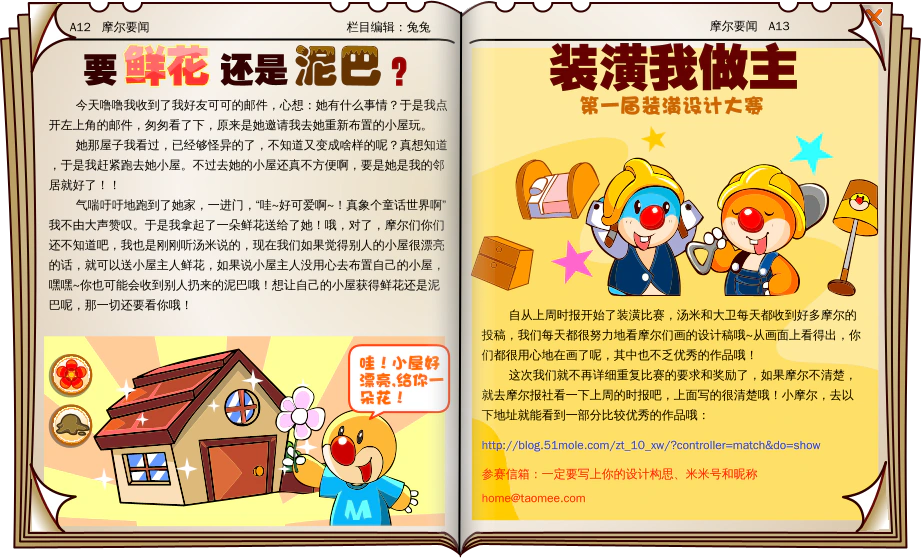 A12 摩尔要闻
栏目编辑：兔兔
要鲜花还是泥巴？
今天噜噜我收到了我好友可可的邮件，心想：她有什么事情？于是我点
开左上角的邮件，匆匆看了下，原来是她邀请我去她重新布置的小屋玩。
她那屋子我看过，已经够怪异的了，不知道又变成啥样的呢？真想知道
，于是我赶紧跑去她小屋。不过去她的小屋还真不方便啊，要是她是我的邻
居就好了！！
气喘吁吁地跑到了她家，一进门，“哇~好可爱啊~！真象个童话世界啊”
我不由大声赞叹。于是我拿起了一朵鲜花送给了她！哦，对了，摩尔们你们
还不知道吧，我也是刚刚听汤米说的，现在我们如果觉得别人的小屋很漂亮
的话，就可以送小屋主人鲜花，如果说小屋主人没用心去布置自己的小屋，
嘿嘿~你也可能会收到别人扔来的泥巴哦！想让自己的小屋获得鲜花还是泥
巴呢，那一切还要看你哦！
哇！小屋好
漂亮,给你一
朵花！
M
摩尔要闻 A13
装潢我做主
第一届装潢设计大赛
自从上周时报开始了装潢比赛，汤米和大卫每天都收到好多摩尔的
投稿，我们每天都很努力地看摩尔们画的设计稿哦~从画面上看得出，你
们都很用心地在画了呢，其中也不乏优秀的作品哦！
这次我们就不再详细重复比赛的要求和奖励了，如果摩尔不清楚，
就去摩尔报社看一下上周的时报吧，上面写的很清楚哦！小摩尔，去以
下地址就能看到一部分比较优秀的作品哦：
http://blog.51mole.com/zt_10_xw/?controller=match&do=show
参赛信箱：一定要写上你的设计构思、米米号和昵称
home@taomee.com